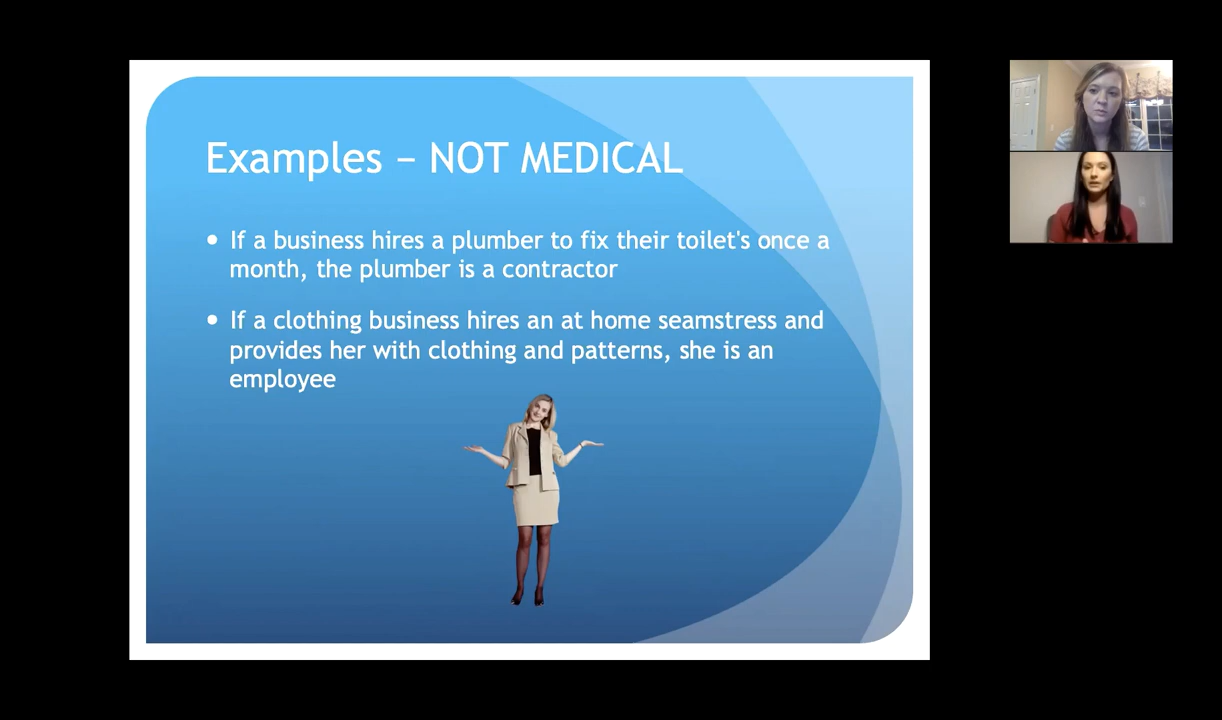 Examples – NOT MEDICAL
• If a business hires a plumber to fix their toilet's once a
month, the plumber is a contractor
• If a clothing business hires an at home seamstress and
provides her with clothing and patterns, she is an
employee